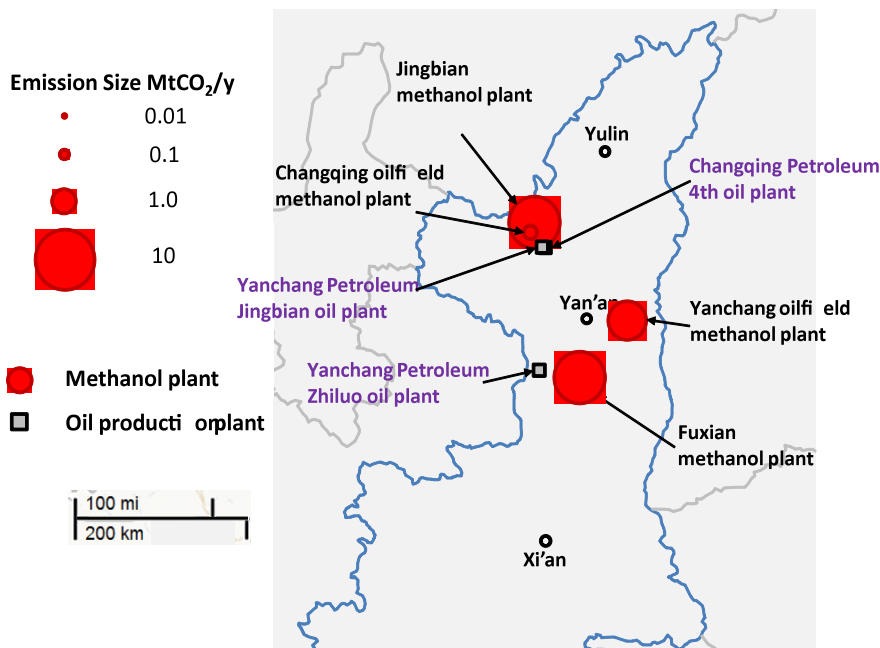 Emission Size MtCO₂/y
0.01
0.1
1.0
10
Methanol plant
Oil producti orplant
100 mi
200 km
Jingbian
methanol plant
Yulin
Changqing oilfi eld
methanol plant
Changqing Petroleum
4th oil plant
Yanchang Petroleum
Jingbian oil plant
Yan'an
Yanchang oilfi eld
methanol plant
Yanchang Petroleum
Zhiluo oil plant
Fuxian
methanol plant
Xi'an